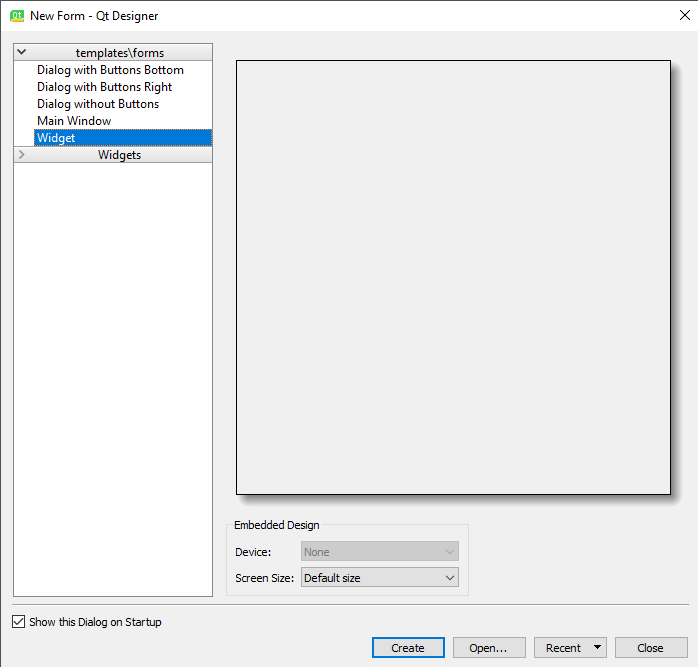 New Form - Qt Designer
templates\forms
Dialog with Buttons Bottom
Dialog with Buttons Right
Dialog without Buttons
Main Window
Widget
Widgets
Embedded Design
Device: None
Screen Size: Default size
Show this Dialog on Startup
Create Open... Recent Close